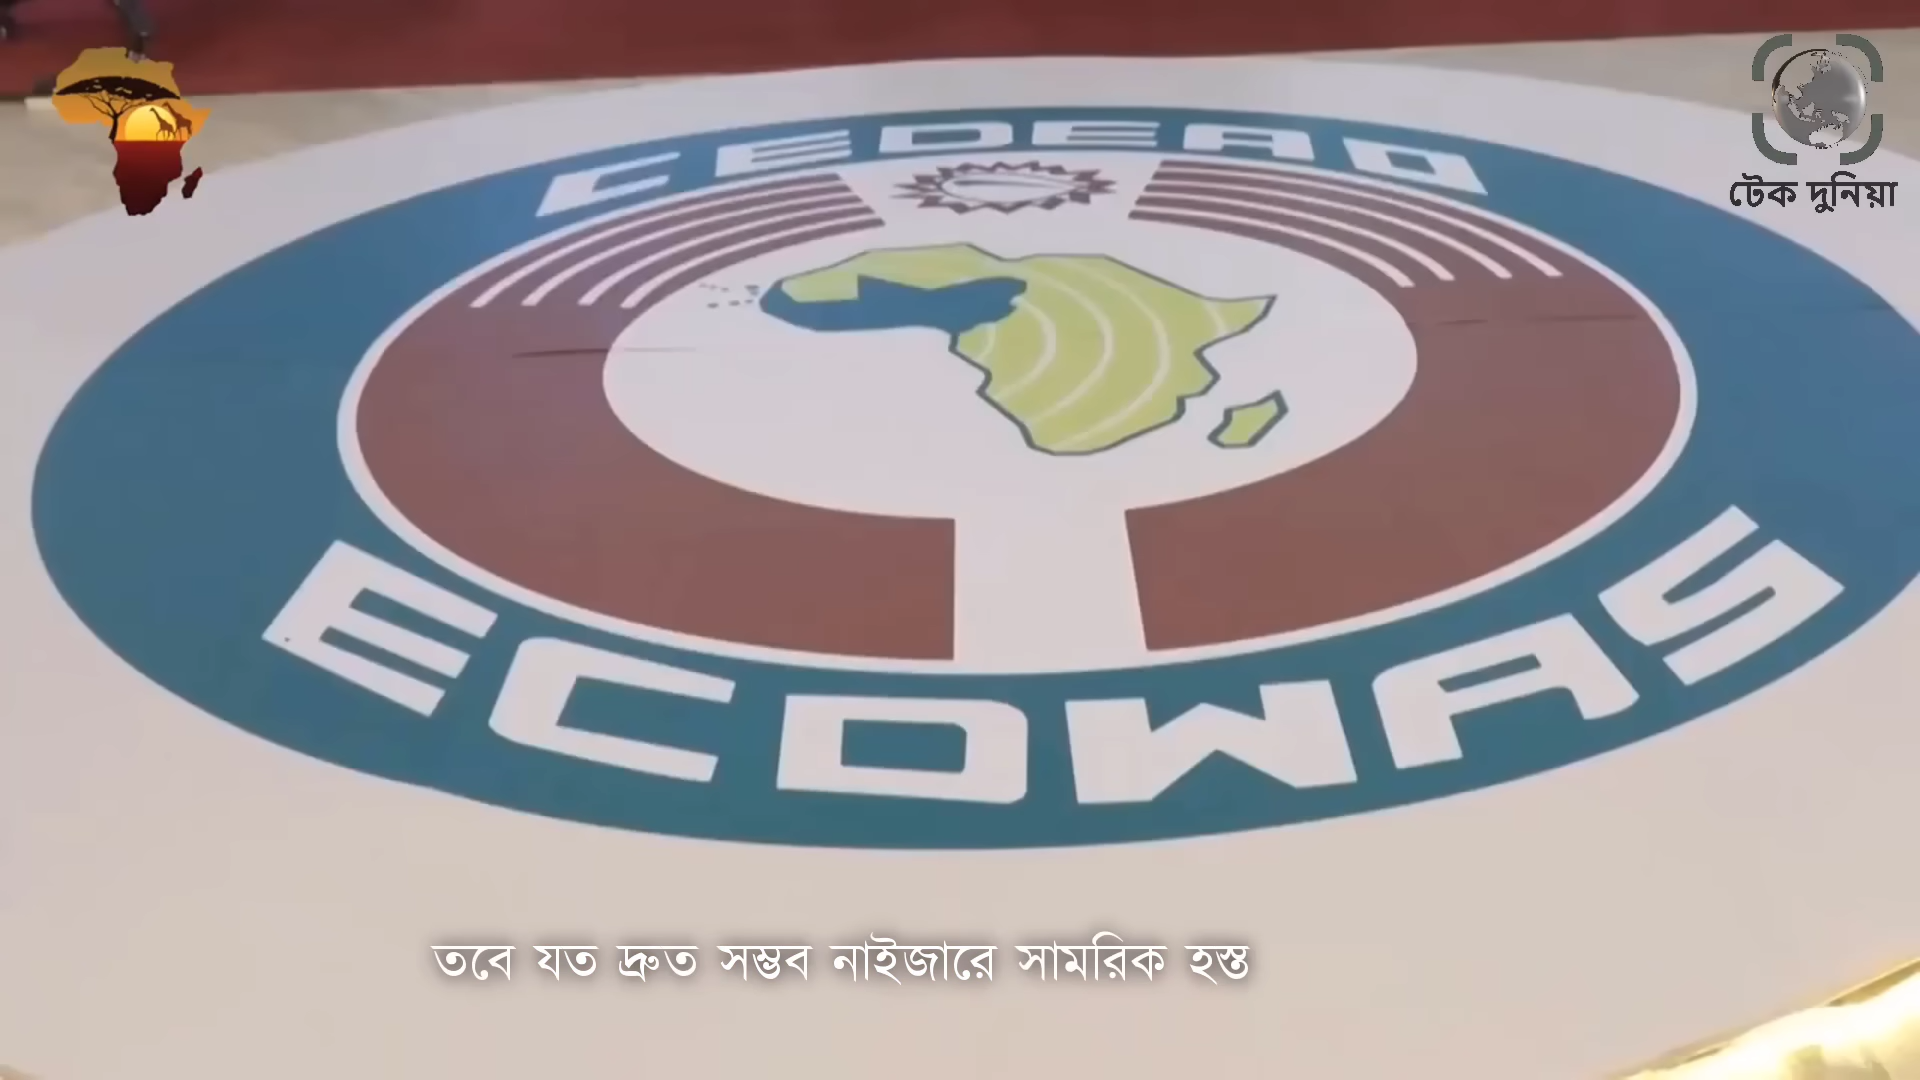 CEDEAO
টেক দুনিয়া
ECOWAS
তবে যত দ্রুত সম্ভব নাইজারে সামরিক হস্ত